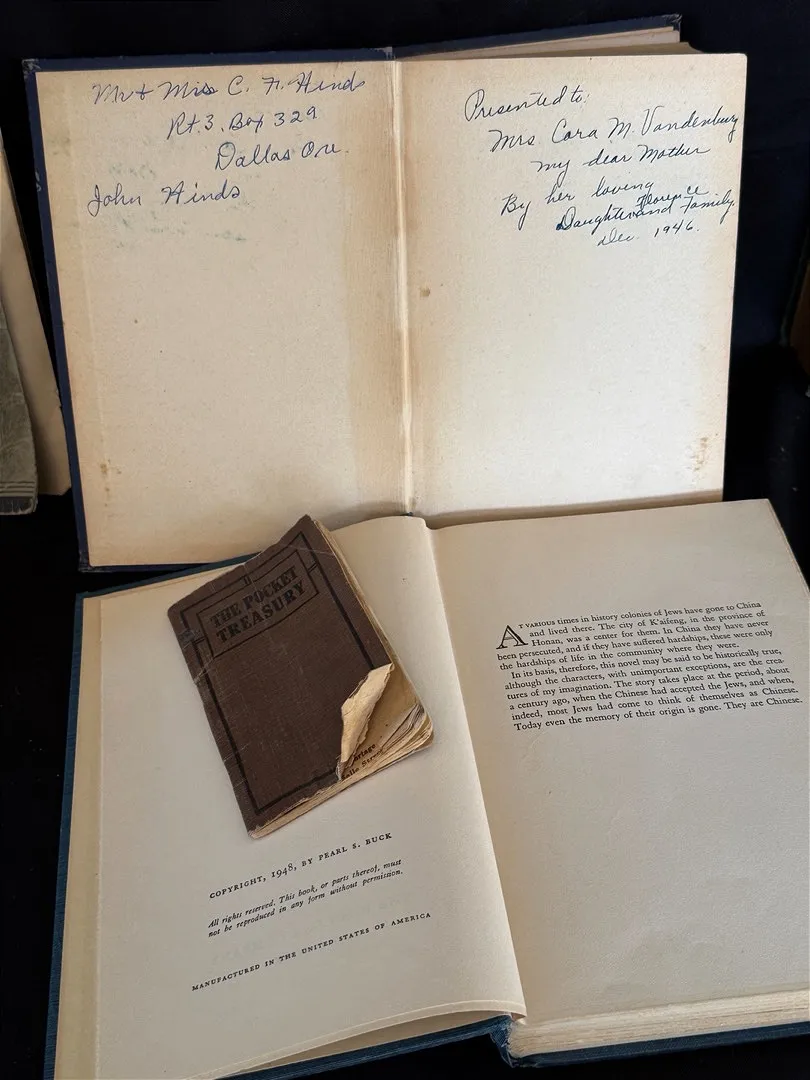 Mr + Mrs C. F. Hinds
Rt. 3. Box 329
Dallas Ore.
John Hinds
Presented to:
Mrs Cora M. Vandenburg
my dear Mother
By her loving
Florence
Daughter and Family
Dec. 1946.
THE POCKET
TREASURY
COPYRIGHT, 1948, BY PEARL S. BUCK
All rights reserved. This book, or parts thereof, must
not be reproduced in any form without permission.
MANUFACTURED IN THE UNITED STATES OF AMERICA
AT VARIOUS times in history colonies of Jews have gone to China
and lived there. The city of K'aifeng, in the province of
Honan, was a center for them. In China they have never
been persecuted, and if they have suffered hardships, these were only
the hardships of life in the community where they were.
In its basis, therefore, this novel may be said to be historically true,
although the characters, with unimportant exceptions, are the crea-
tures of my imagination. The story takes place at the period, about
a century ago, when the Chinese had accepted the Jews, and when,
indeed, most Jews had come to think of themselves as Chinese.
Today even the memory of their origin is gone. They are Chinese.